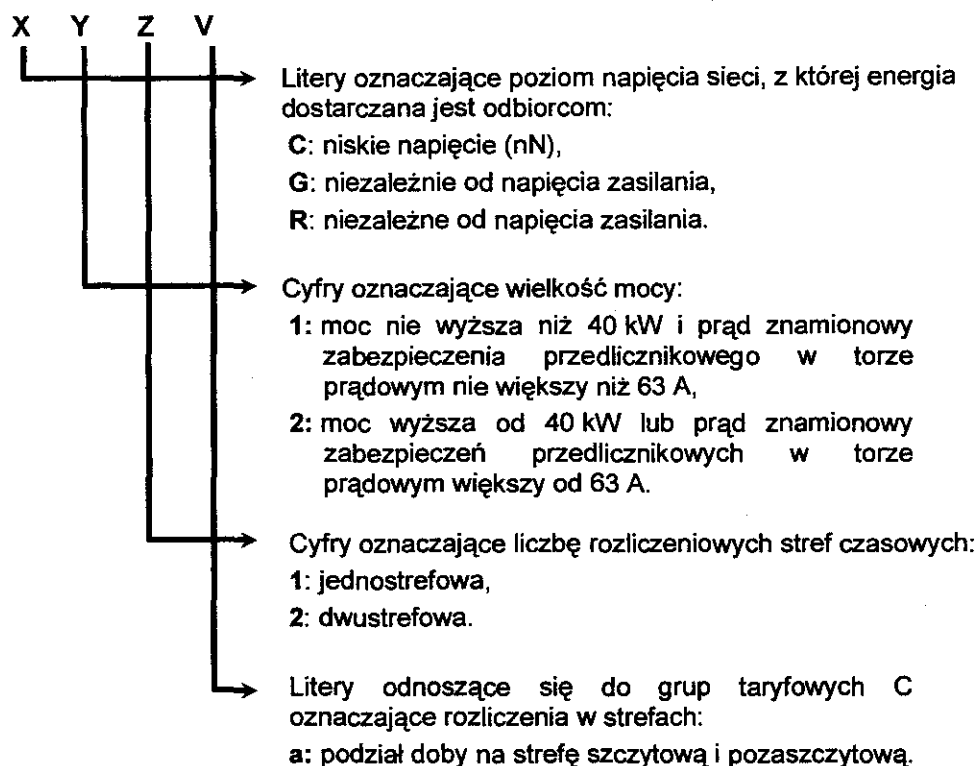 X Y Z V
Litery oznaczające poziom napięcia sieci, z której energia
dostarczana jest odbiorcom:
C: niskie napięcie (nN),
G: niezależnie od napięcia zasilania,
R: niezależne od napięcia zasilania.
Cyfry oznaczające wielkość mocy:
1: moc nie wyższa niż 40 kW i prąd znamionowy
zabezpieczenia przedlicznikowego w torze
prądowym nie większy niż 63 A,
2: moc wyższa od 40 kW lub prąd znamionowy
zabezpieczeń przedlicznikowych w torze
prądowym większy od 63 A.
Cyfry oznaczające liczbę rozliczeniowych stref czasowych:
1: jednostrefowa,
2: dwustrefowa.
Litery odnoszące się do grup taryfowych C
oznaczające rozliczenia w strefach:
a: podział doby na strefę szczytową i pozaszczytową.